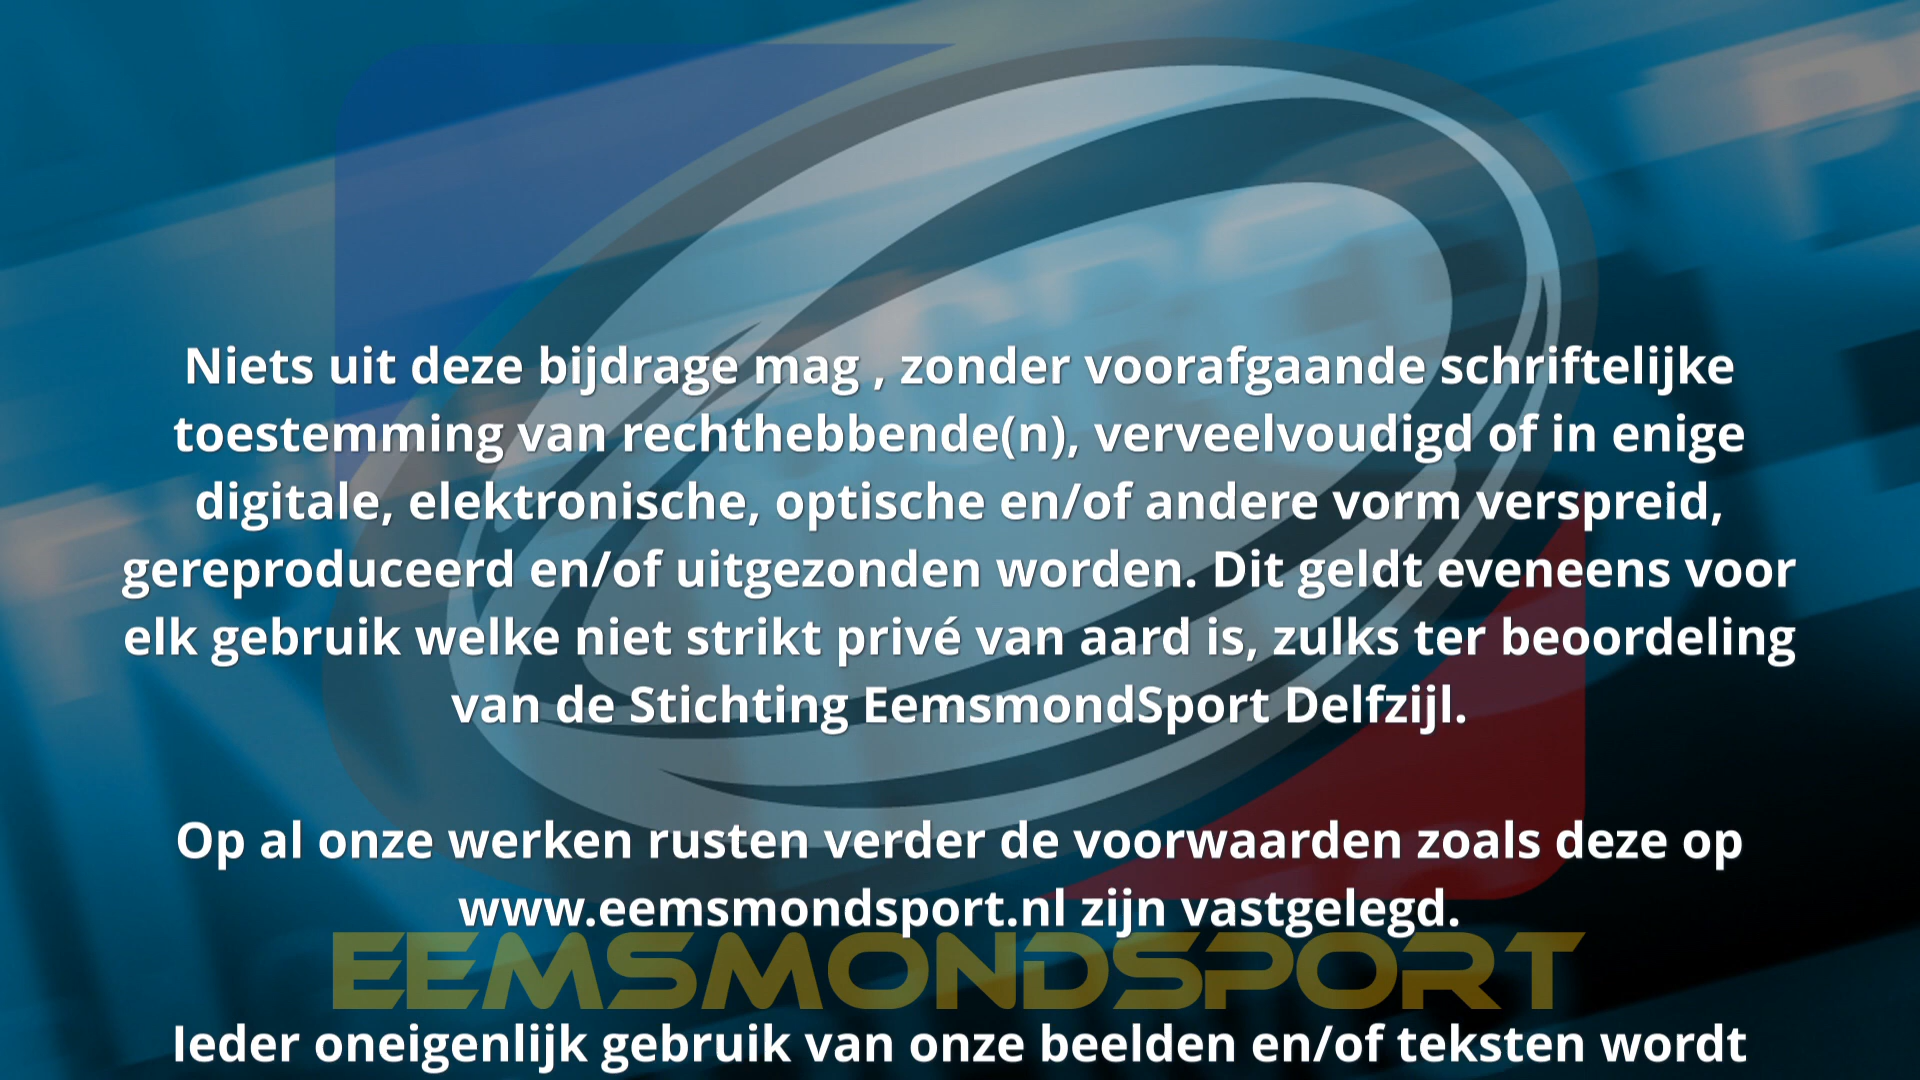 Niets uit deze bijdrage mag , zonder voorafgaande schriftelijke
toestemming van rechthebbende(n), verveelvoudigd of in enige
digitale, elektronische, optische en/of andere vorm verspreid,
gereproduceerd en/of uitgezonden worden. Dit geldt eveneens voor
elk gebruik welke niet strikt privé van aard is, zulks ter beoordeling
van de Stichting EemsmondSport Delfzijl.
Op al onze werken rusten verder de voorwaarden zoals deze op
www.eemsmondsport.nl zijn vastgelegd.
EEMSMONDSPORT
Ieder oneigenlijk gebruik van onze beelden en/of teksten wordt